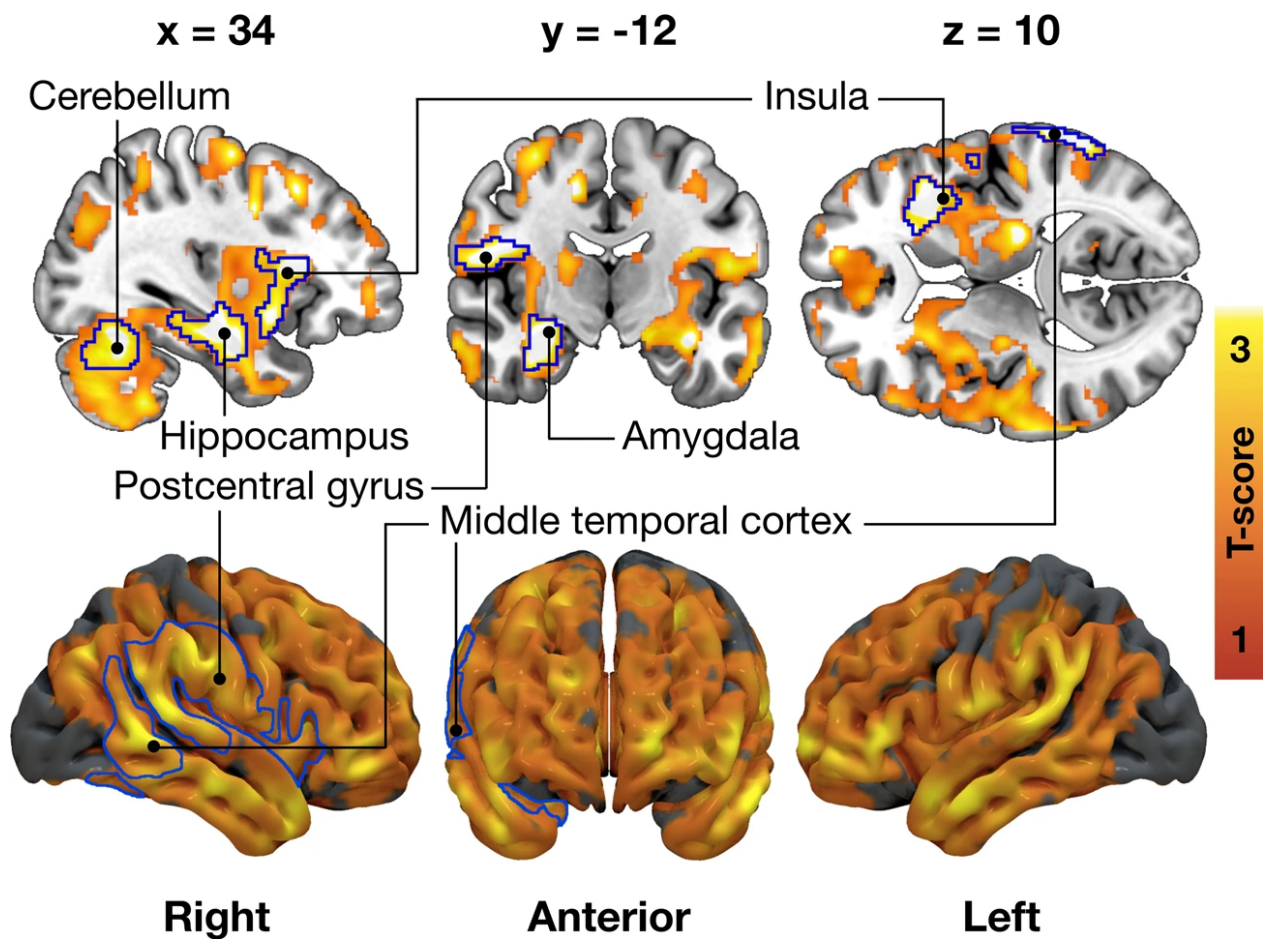 x = 34
y = -12
z = 10
Cerebellum
Insula
Hippocampus
Amygdala
Postcentral gyrus
Middle temporal cortex
3
T-score
1
Right
Anterior
Left